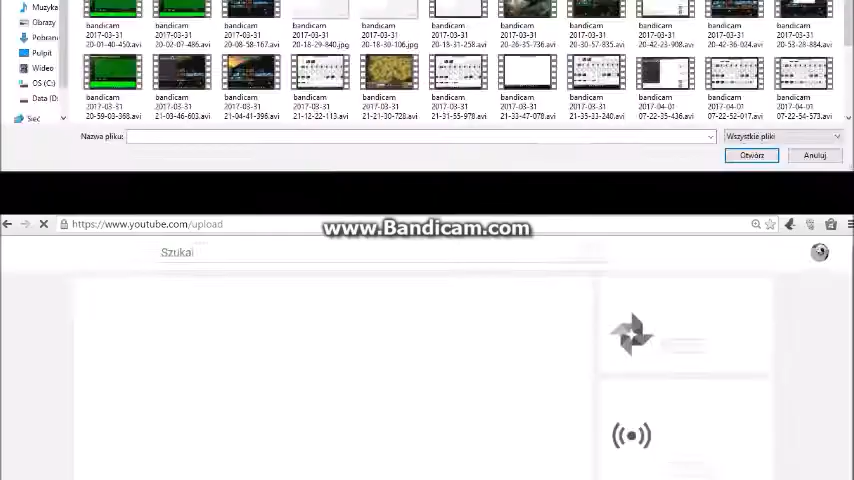 Muzyka
Obrazy
Pobran
Pulpit
Wideo
OS (C:)
Data (D:
Sieć
bandicam bandicam bandicam bandicam bandicam bandicam bandicam bandicam bandicam bandicam bandicam
2017-03-31 2017-03-31 2017-03-31 2017-03-31 2017-03-31 2017-03-31 2017-03-31 2017-03-31 2017-03-31 2017-03-31 2017-03-31
20-01-40-450.avi 20-02-07-486.avi 20-08-58-167.avi 20-18-29-840.jpg 20-18-30-106.jpg 20-18-31-258.avi 20-26-35-736.avi 20-30-57-835.avi 20-42-23-908.avi 20-42-36-024.avi 20-53-28-884.avi
bandicam bandicam bandicam bandicam bandicam bandicam bandicam bandicam bandicam bandicam bandicam
2017-03-31 2017-03-31 2017-03-31 2017-03-31 2017-03-31 2017-03-31 2017-03-31 2017-03-31 2017-04-01 2017-04-01 2017-04-01
20-59-03-368.avi 21-03-46-603.avi 21-04-41-396.avi 21-12-22-113.avi 21-21-30-728.avi 21-31-55-978.avi 21-33-47-078.avi 21-35-33-240.avi 07-22-35-436.avi 07-22-52-017.avi 07-22-54-573.avi
Nazwa pliku:
Wszystkie pliki
Otwórz Anuluj
https://www.youtube.com/upload
www.Bandicam.com
Szukaj